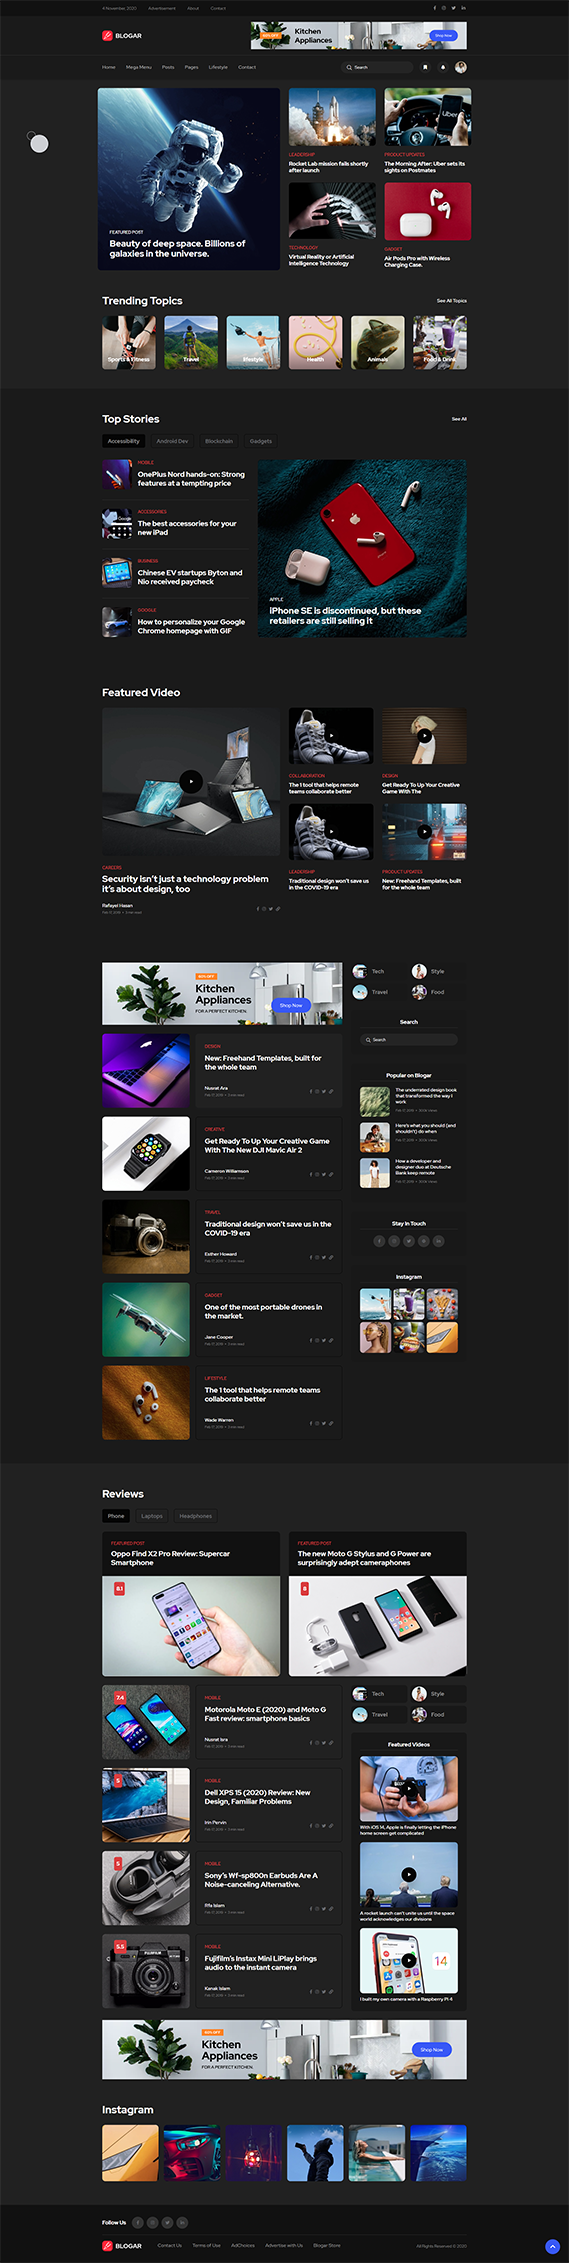 4 November, 2020 Advertisement About Contact
BLOGAR
Kitchen
Appliances
Shop Now
Home Mega Menu Posts Pages Lifestyle Contact
Search
FEATURED POST
Beauty of deep space. Billions of
galaxies in the universe.
LEADERSHIP
Rocket Lab mission fails shortly
after launch
PRODUCT UPDATES
The Morning After: Uber sets its
sights on Postmates
TECHNOLOGY
Virtual Reality or Artificial
Intelligence Technology
GADGET
Air Pods Pro with Wireless
Charging Case.
Trending Topics
See All Topics
Sports & Fitness
Travel
lifestyle
Health
Animals
Food & Drink
Top Stories
See All
Accessibility Android Dev Blockchain Gadgets
MOBILE
OnePlus Nord hands-on: Strong
features at a tempting price
ACCESSORIES
The best accessories for your
new iPad
BUSINESS
Chinese EV startups Byton and
Nio received paycheck
GOOGLE
How to personalize your Google
Chrome homepage with GIF
APPLE
iPhone SE is discontinued, but these
retailers are still selling it
Featured Video
CAREERS
Security isn't just a technology problem
it's about design, too
Rafayel Hasan
COLLABORATION
The 1 tool that helps remote
teams collaborate better
DESIGN
Get Ready To Up Your Creative
Game With The
LEADERSHIP
Traditional design won't save us
in the COVID-19 era
PRODUCT UPDATES
New: Freehand Templates, built
for the whole team
Kitchen
Appliances
FOR A PERFECT KITCHEN.
Shop Now
DESIGN
New: Freehand Templates, built for
the whole team
Nusrat Ara
CREATIVE
Get Ready To Up Your Creative Game
With The New DJI Mavic Air 2
Cameron Williamson
TRAVEL
Traditional design won't save us in the
COVID-19 era
Esther Howard
GADGET
One of the most portable drones in
the market.
Jane Cooper
LIFESTYLE
The 1 tool that helps remote teams
collaborate better
Wade Warren
Tech Style
Travel Food
Search
Search
Popular on Blogar
The underrated design book
that transformed the way I
work
Here's what you should (and
shouldn't) do when
How a developer and
designer duo at Deutsche
Bank keep remote
Stay In Touch
Instagram
Reviews
Phone Laptops Headphones
FEATURED POST
Oppo Find X2 Pro Review: Supercar
Smartphone
8.1
FEATURED POST
The new Moto G Stylus and G Power are
surprisingly adept cameraphones
8
7.4
MOBILE
Motorola Moto E (2020) and Moto G
Fast review: smartphone basics
Nusrat Isra
5
MOBILE
Dell XPS 15 (2020) Review: New
Design, Familiar Problems
Irin Pervin
5
MOBILE
Sony's Wf-sp800n Earbuds Are A
Noise-canceling Alternative.
Iffa Islam
5.5
MOBILE
Fujifilm's Instax Mini LiPlay brings
audio to the instant camera
Kanak Islam
Tech Style
Travel Food
Featured Videos
With iOS 14, Apple is finally letting the iPhone
home screen get complicated
A rocket launch can't unite us until the space
world acknowledges our divisions
14
I built my own camera with a Raspberry Pi 4
Kitchen
Appliances
FOR A PERFECT KITCHEN.
Shop Now
Instagram
Follow Us
BLOGAR
Contact Us Terms of Use AdChoices Advertise with Us Blogar Store
All Rights Reserved © 2020